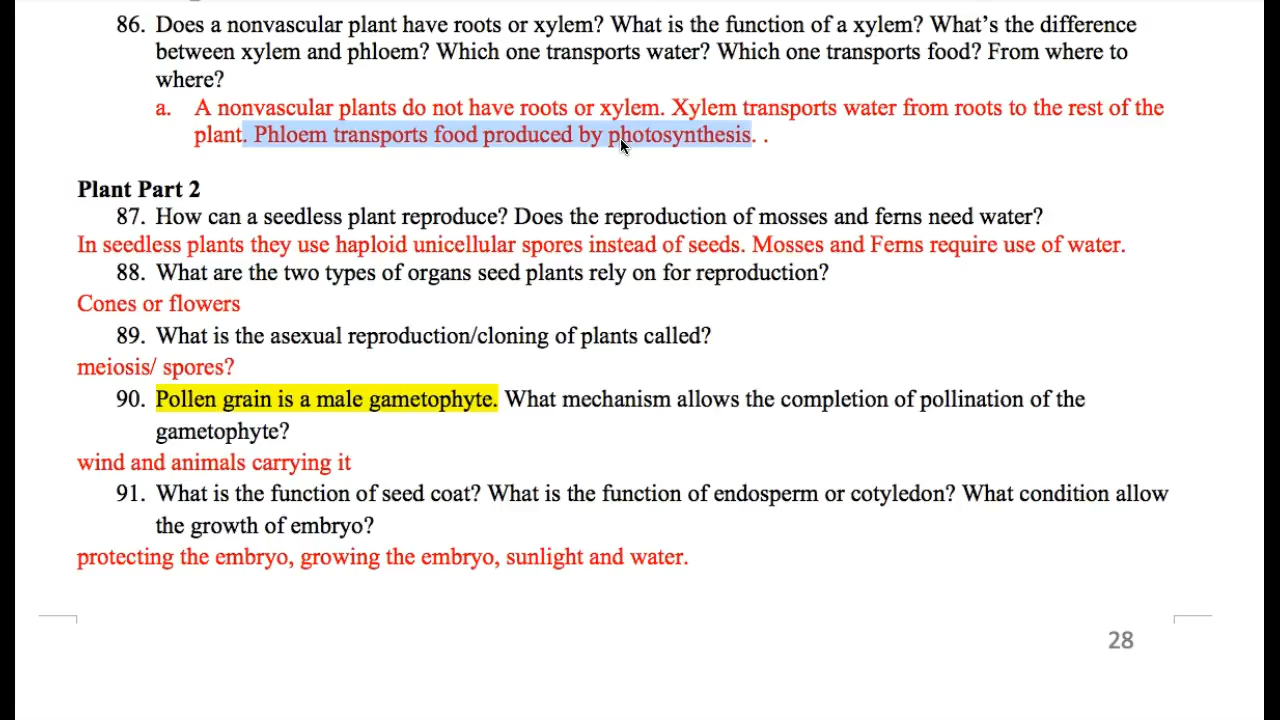 86. Does a nonvascular plant have roots or xylem? What is the function of a xylem? What's the difference
between xylem and phloem? Which one transports water? Which one transports food? From where to
where?
a. A nonvascular plants do not have roots or xylem. Xylem transports water from roots to the rest of the
plant. Phloem transports food produced by photosynthesis. .
Plant Part 2
87. How can a seedless plant reproduce? Does the reproduction of mosses and ferns need water?
In seedless plants they use haploid unicellular spores instead of seeds. Mosses and Ferns require use of water.
88. What are the two types of organs seed plants rely on for reproduction?
Cones or flowers
89. What is the asexual reproduction/cloning of plants called?
meiosis/ spores?
90. Pollen grain is a male gametophyte. What mechanism allows the completion of pollination of the
gametophyte?
wind and animals carrying it
91. What is the function of seed coat? What is the function of endosperm or cotyledon? What condition allow
the growth of embryo?
protecting the embryo, growing the embryo, sunlight and water.
28